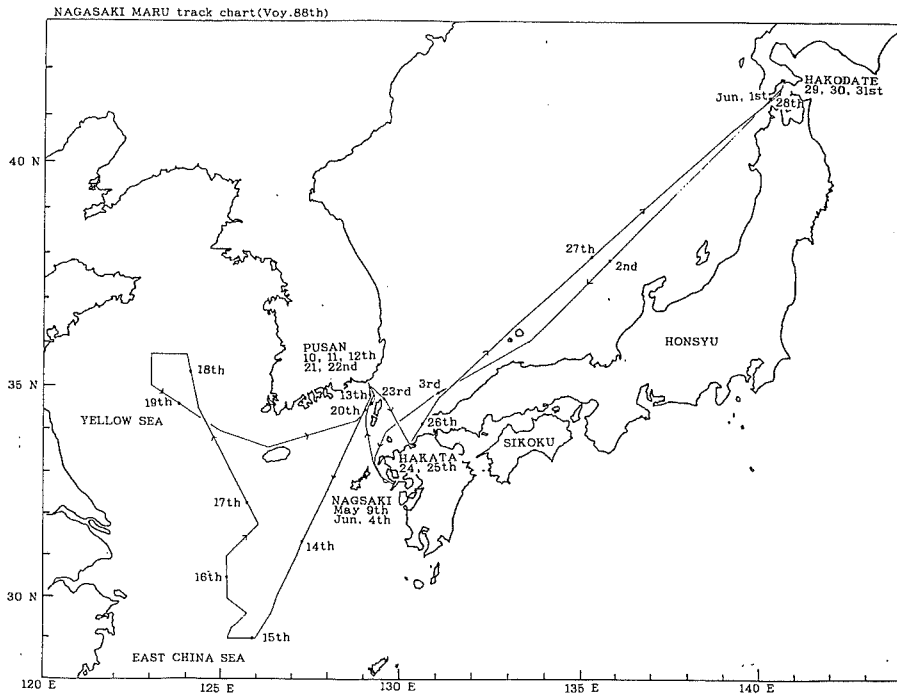 NAGASAKI MARU track chart(Voy.88th)
HAKODATE
29, 30, 31st
Jun, 1st
28th
40 N
27th
2nd
HONSYU
PUSAN
10, 11, 12th
21, 22nd
18th
35 N
13th
23rd
3rd
19th
20th
YELLOW SEA
26th
SIKOKU
HAKATA
24, 25th
17th
NAGSAKI
May 9th
Jun. 4th
14th
16th
30 N
15th
EAST CHINA SEA
120 E
125 E
130 E
135 E
140 E